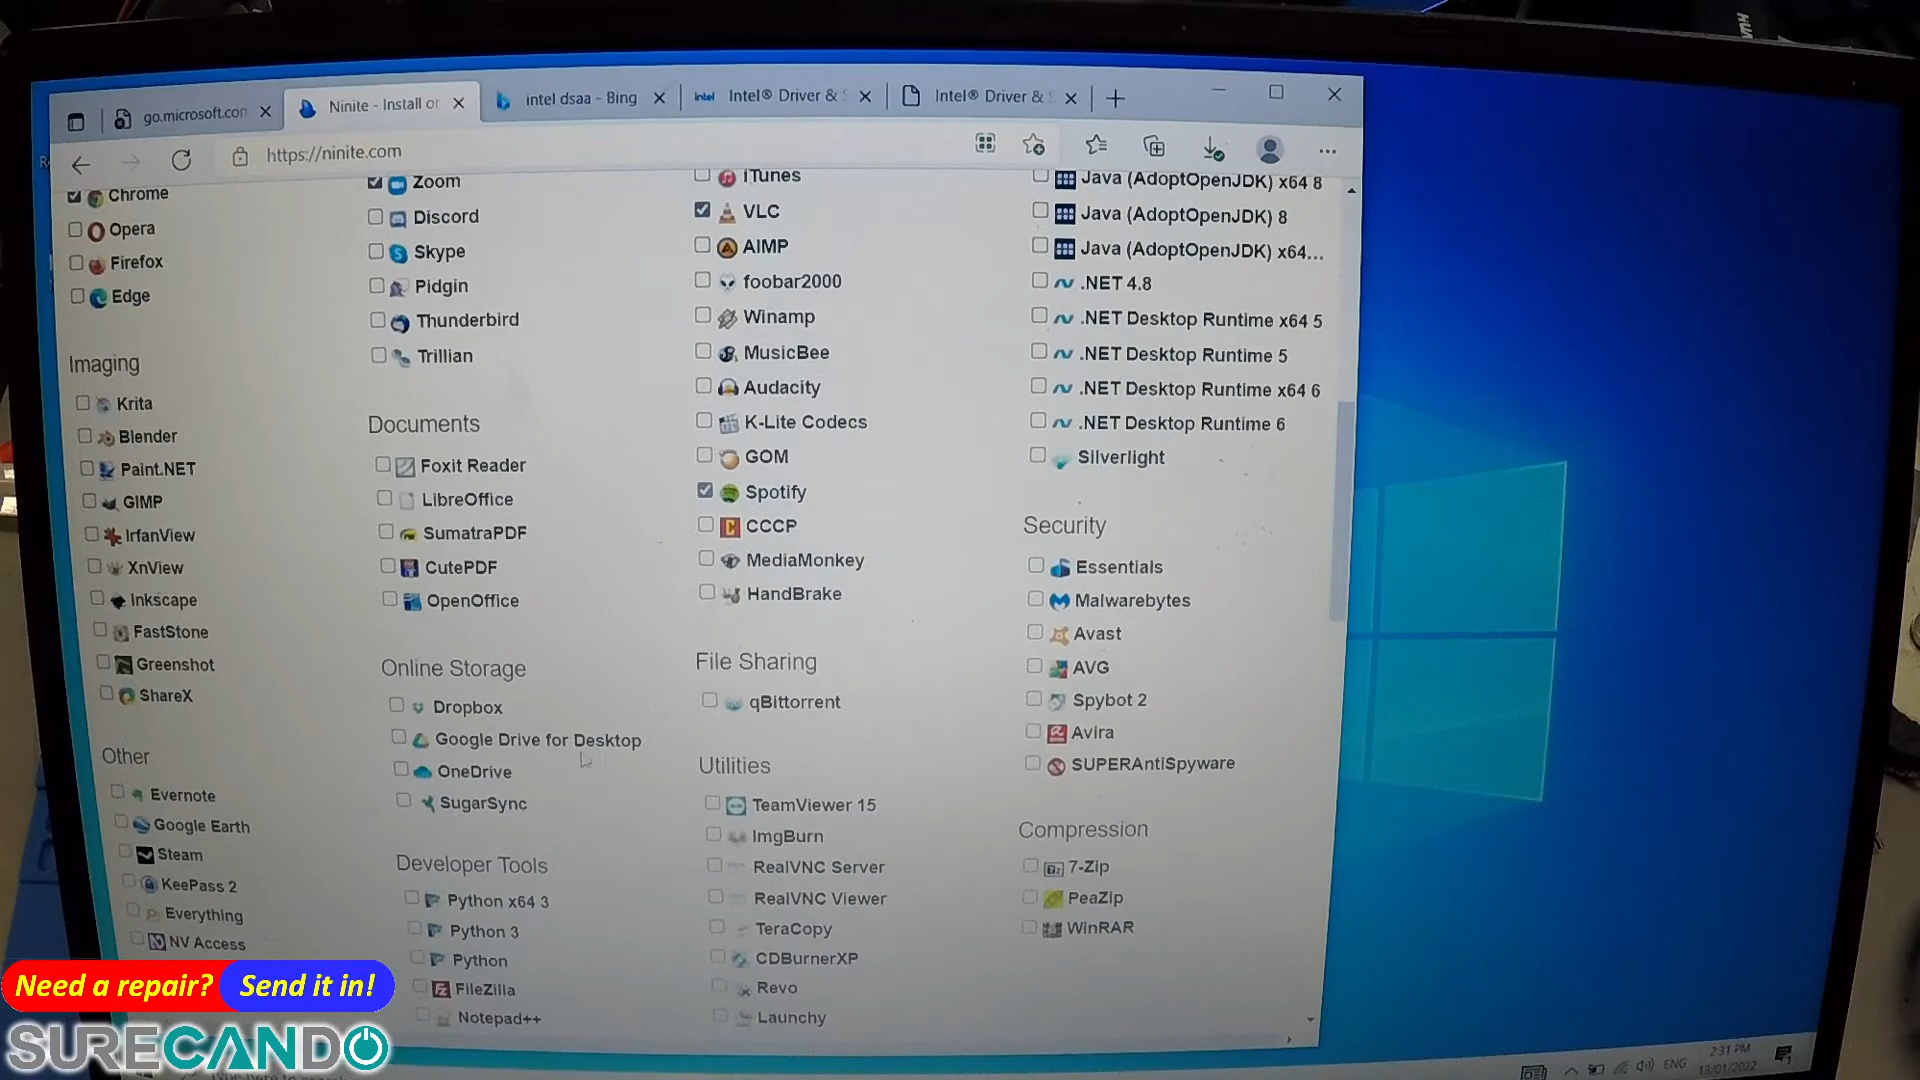 go.microsoft.con
Ninite - Install or
intel dsaa - Bing
intel
Intel® Driver &
Intel® Driver &
https://ninite.com
Chrome
Opera
Firefox
Edge
Imaging
Krita
Blender
Paint.NET
GIMP
IrfanView
XnView
Inkscape
FastStone
Greenshot
ShareX
Other
Evernote
Google Earth
Steam
KeePass 2
Everything
NV Access
Zoom
Discord
Skype
Pidgin
Thunderbird
Trillian
Documents
Foxit Reader
LibreOffice
SumatraPDF
CutePDF
OpenOffice
Online Storage
Dropbox
Google Drive for Desktop
OneDrive
SugarSync
Developer Tools
Python x64 3
Python 3
Python
FileZilla
Notepad++
iTunes
VLC
AIMP
foobar2000
Winamp
MusicBee
Audacity
K-Lite Codecs
GOM
Spotify
CCCP
MediaMonkey
HandBrake
File Sharing
qBittorrent
Utilities
TeamViewer 15
ImgBurn
RealVNC Server
RealVNC Viewer
TeraCopy
CDBurnerXP
Revo
Launchy
Java (AdoptOpenJDK) x64 8
Java (AdoptOpenJDK) 8
Java (AdoptOpenJDK) x64...
.NET 4.8
.NET Desktop Runtime x64 5
.NET Desktop Runtime 5
.NET Desktop Runtime x64 6
.NET Desktop Runtime 6
Silverlight
Security
Essentials
Malwarebytes
Avast
AVG
Spybot 2
Avira
SUPERAntiSpyware
Compression
7-Zip
PeaZip
WinRAR
Need a repair? Send it in!
SURECANDO
ENG
2:31 PM
13/01/2022